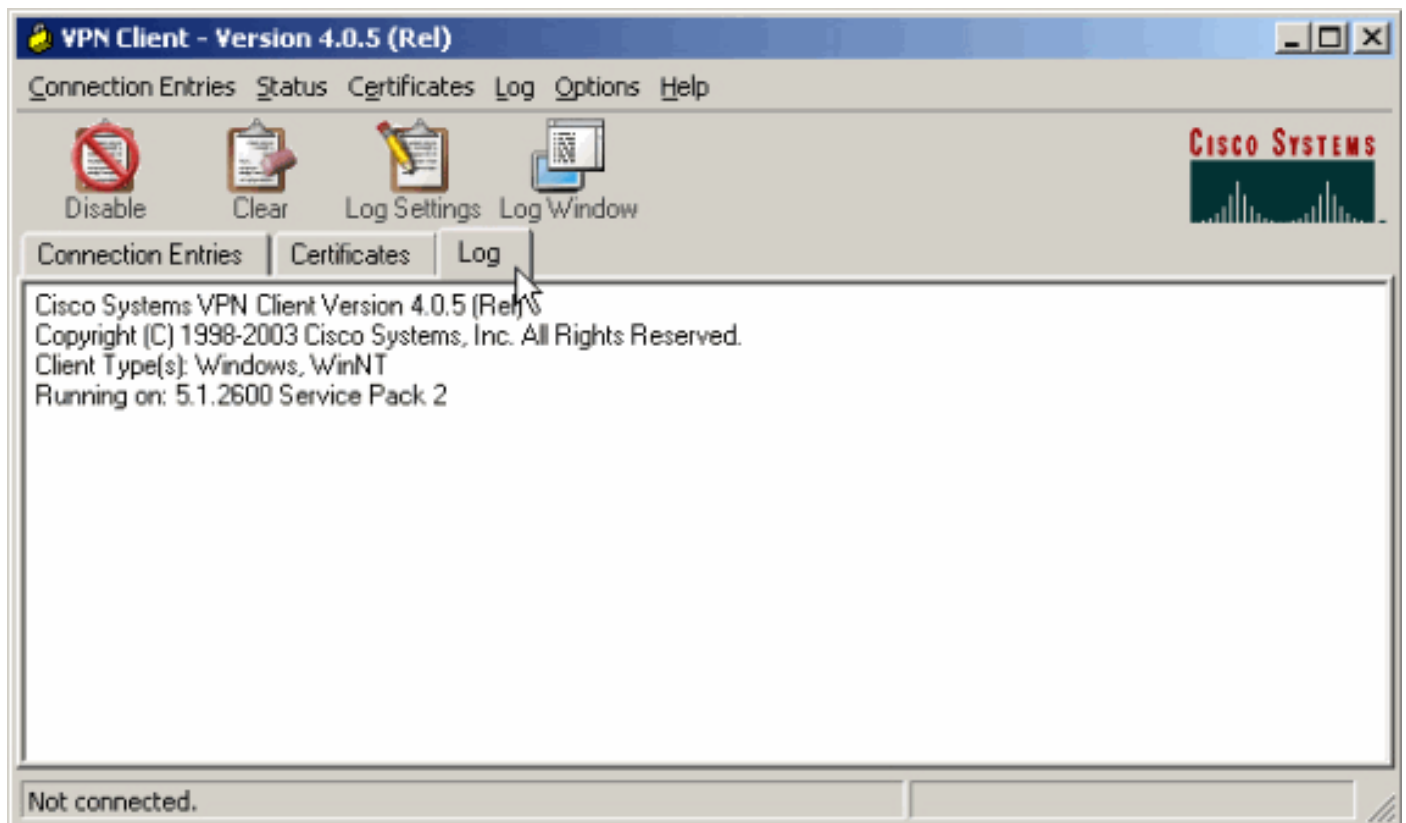 VPN Client - Version 4.0.5 (Rel)
Connection Entries Status Certificates Log Options Help
Disable Clear Log Settings Log Window
CISCO SYSTEMS
Connection Entries Certificates Log
Cisco Systems VPN Client Version 4.0.5 (Rel)
Copyright (C) 1998-2003 Cisco Systems, Inc. All Rights Reserved.
Client Type(s): Windows, WinNT
Running on: 5.1.2600 Service Pack 2
Not connected.